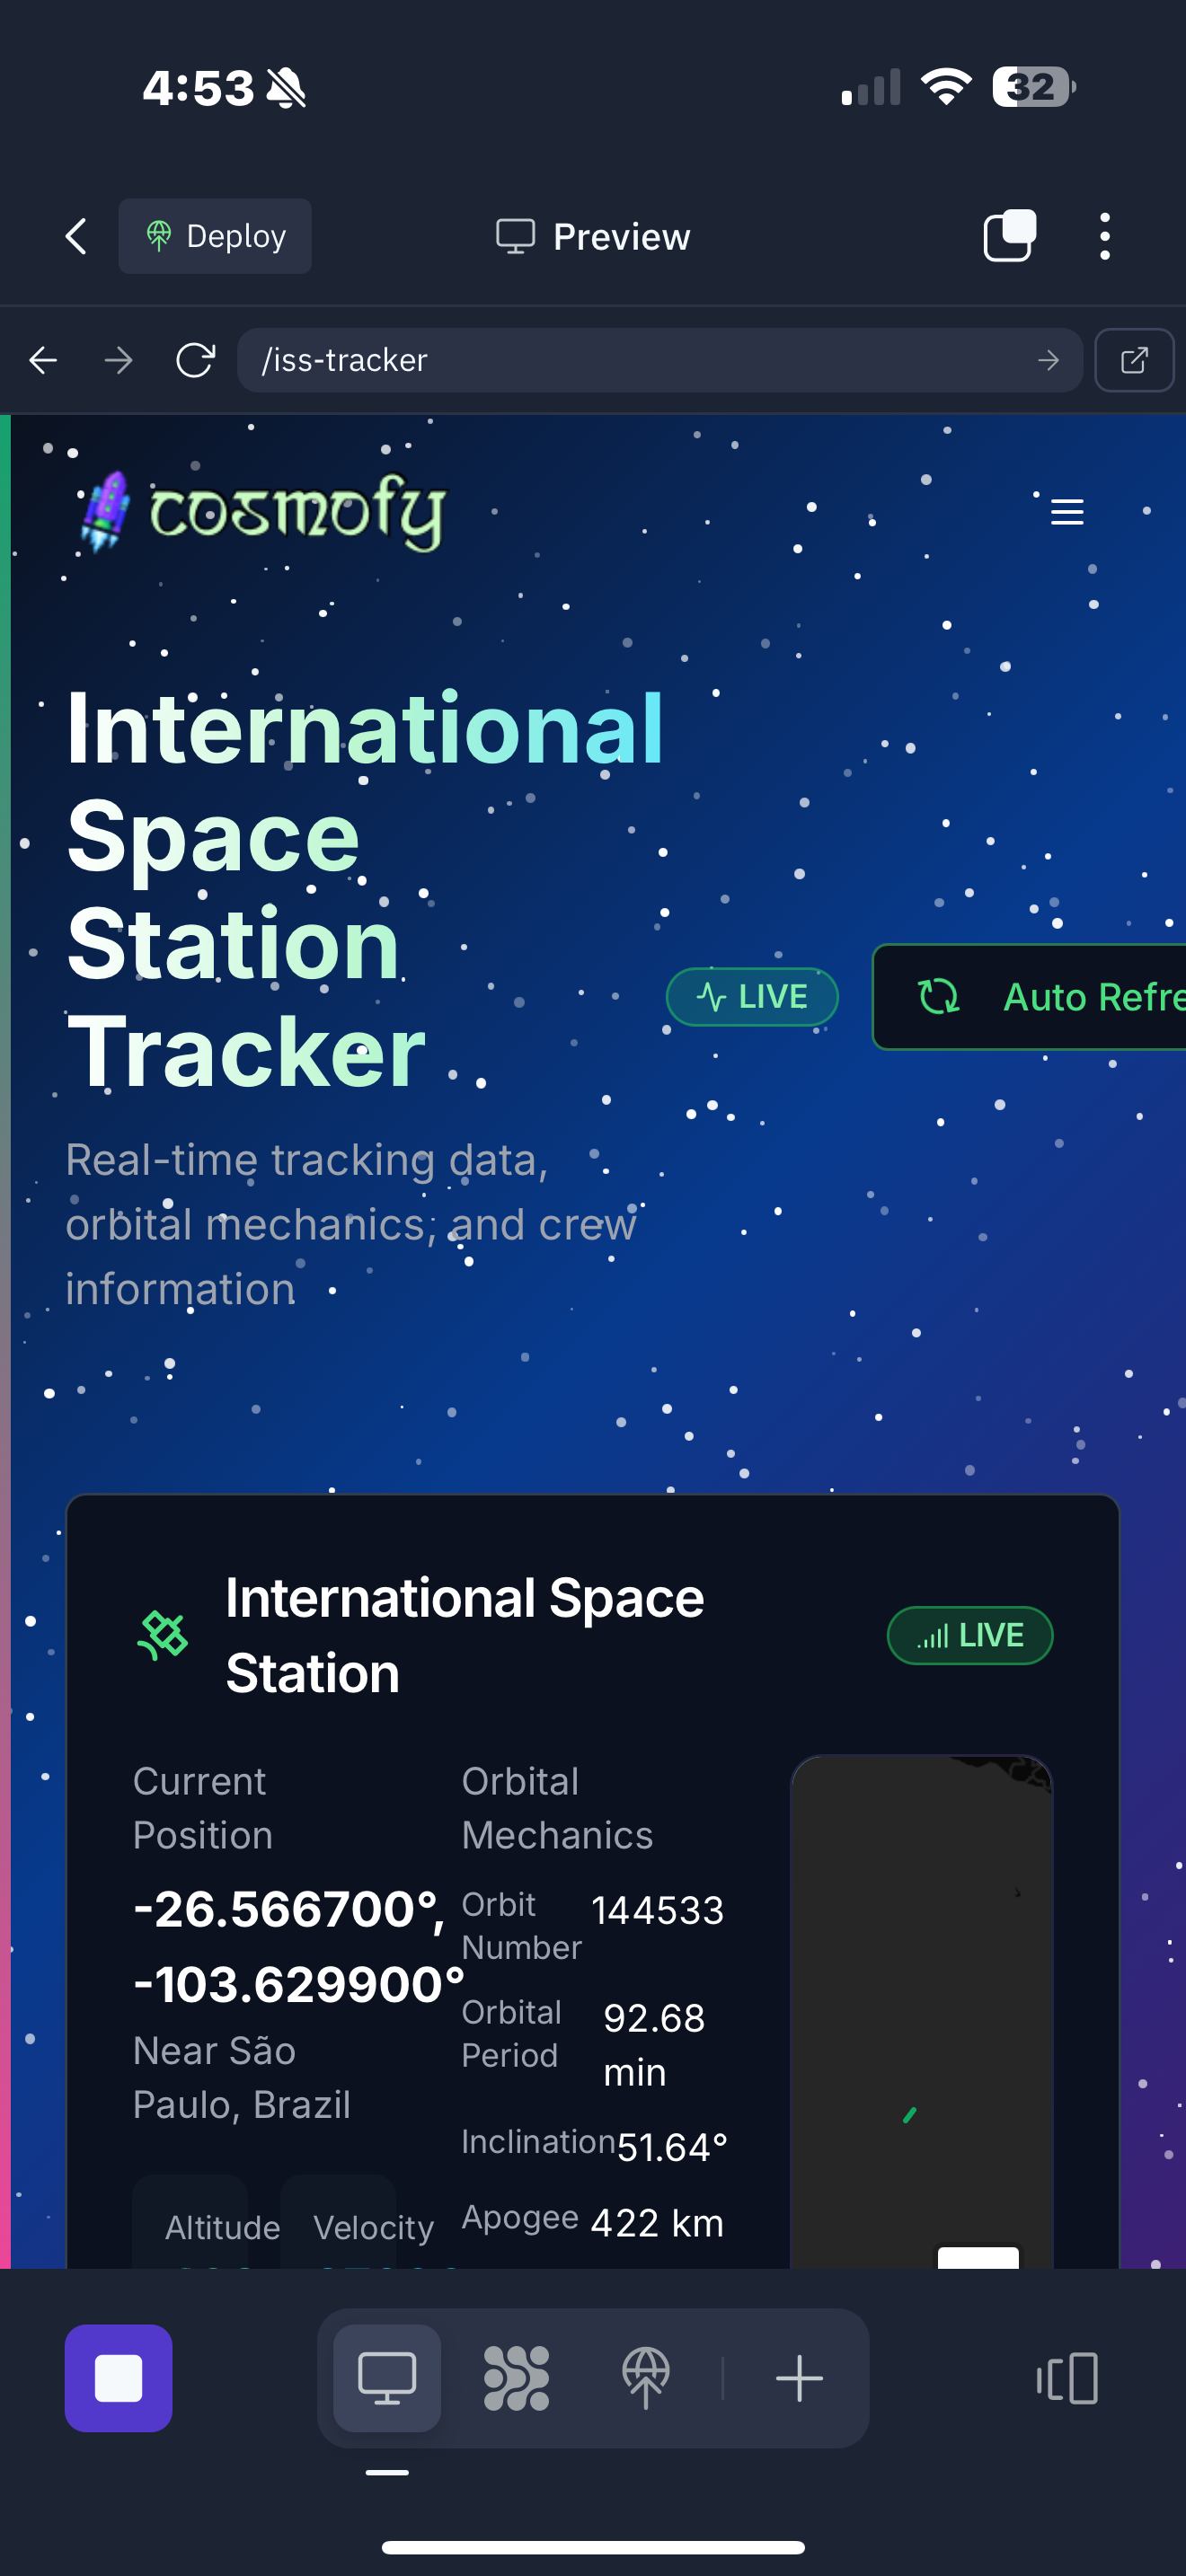 4:53
32
Deploy
Preview
/iss-tracker
cosmofy
International
Space
Station
Tracker
LIVE
Auto Refre
Real-time tracking data,
orbital mechanics, and crew
information.
International Space
Station
LIVE
Current
Position
-26.566700°,
-103.629900°
Near São
Paulo, Brazil
Altitude
Velocity
Orbital
Mechanics
Orbit
Number
144533
Orbital
Period
92.68
min
Inclination
51.64°
Apogee
422 km